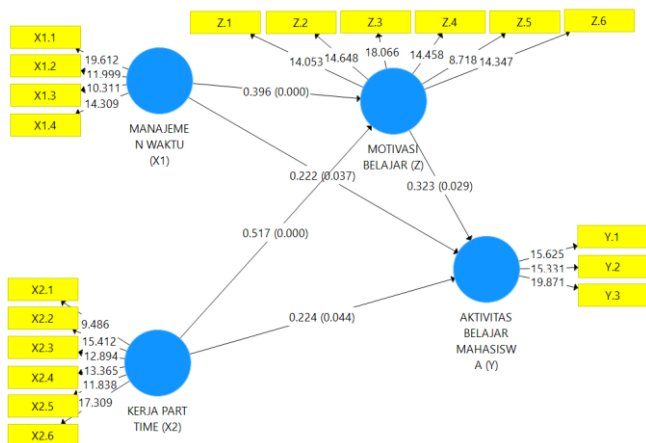 Z.1
Z.2
Z.3
Z.4
Z.5
Z.6
14.053
14.648
18.066
14.458
8.718
14.347
X1.1
X1.2
X1.3
X1.4
19.612
11.999
10.311
14.309
MANAJEME
N WAKTU
(X1)
0.396 (0.000)
MOTIVASI
BELAJAR (Z)
0.222 (0.037)
0.323 (0.029)
0.517 (0.000)
0.224 (0.044)
Y.1
Y.2
Y.3
15.625
15.331
19.871
AKTIVITAS
BELAJAR
MAHASISW
A (Y)
X2.1
X2.2
X2.3
X2.4
X2.5
X2.6
9.486
15.412
12.894
13.365
11.838
17.309
KERJA PART
TIME (X2)